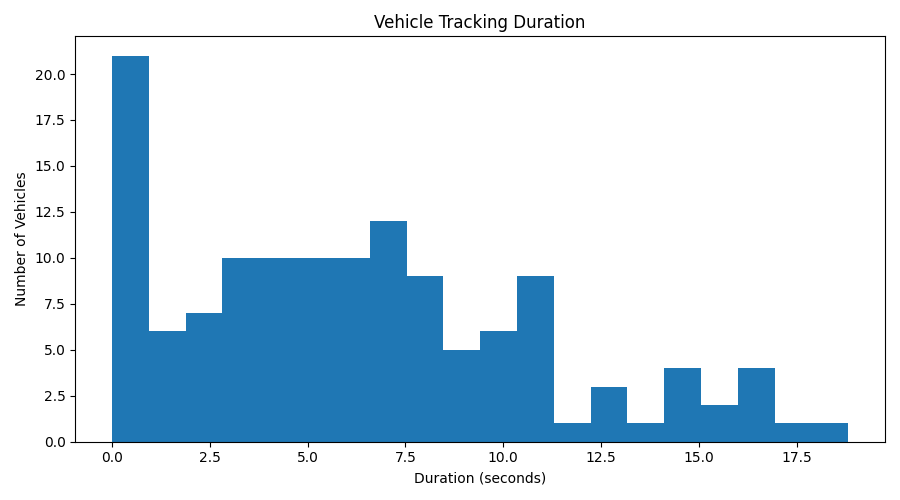 Vehicle Tracking Duration
20.0
17.5
15.0
12.5
10.0
7.5
5.0
2.5
0.0
Number of Vehicles
0.0 2.5 5.0 7.5 10.0 12.5 15.0 17.5
Duration (seconds)